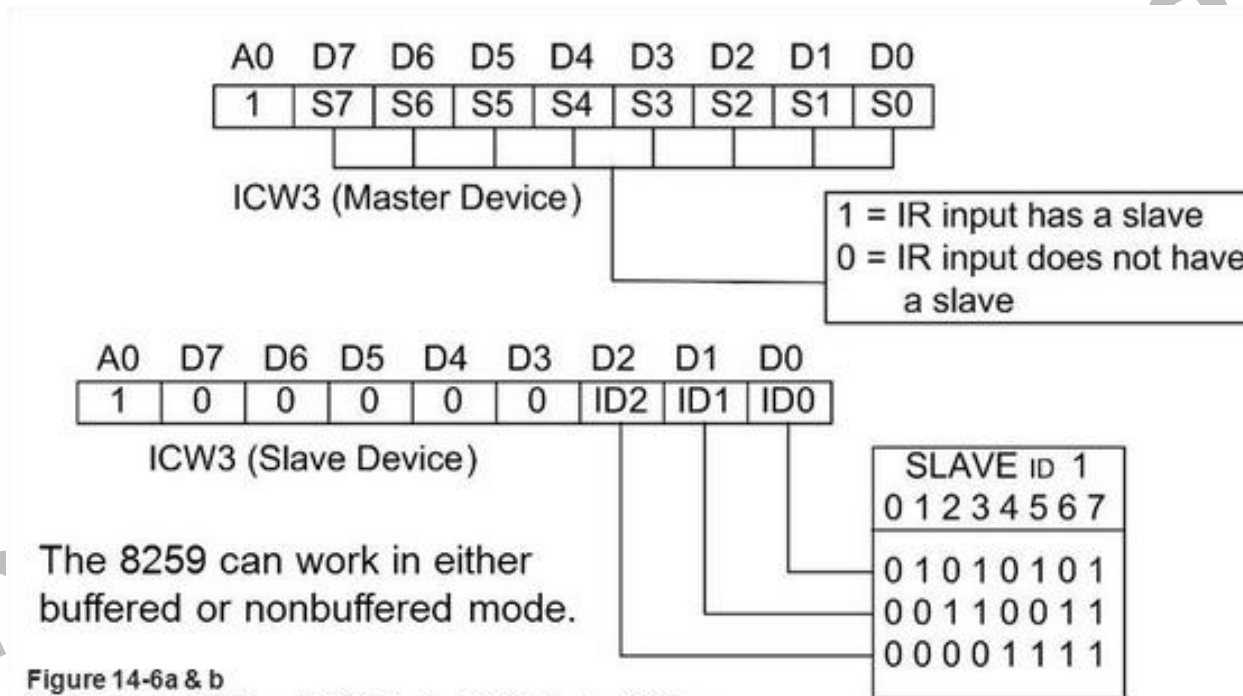 A0 D7 D6 D5 D4 D3 D2 D1 D0
1 S7 S6 S5 S4 S3 S2 S1 S0
ICW3 (Master Device)
1 = IR input has a slave
0 = IR input does not have
a slave
A0 D7 D6 D5 D4 D3 D2 D1 D0
1 0 0 0 0 0 ID2 ID1 ID0
ICW3 (Slave Device)
SLAVE ID 1
0 1 2 3 4 5 6 7
0 1 0 1 0 1 0 1
0 0 1 1 0 0 1 1
0 0 0 0 1 1 1 1
The 8259 can work in either
buffered or nonbuffered mode.
Figure 14-6a & b